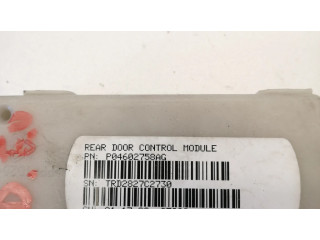 REAR DOOR CONTROL MODULE
PN: P04602758AG
SN: TRD2827C2730